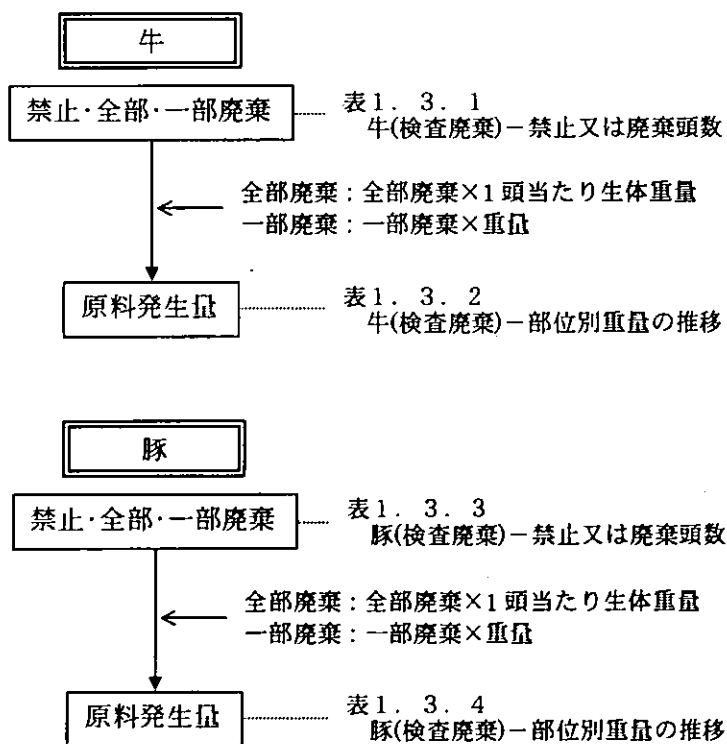 牛
禁止・全部・一部廃棄
表1.3.1
牛(検査廃棄)-禁止又は廃棄頭数
全部廃棄:全部廃棄×1頭当たり生体重量
一部廃棄:一部廃棄×重量
原料発生量
表1.3.2
牛(検査廃棄)-部位別重量の推移
豚
禁止・全部・一部廃棄
表1.3.3
豚(検査廃棄)-禁止又は廃棄頭数
全部廃棄:全部廃棄×1頭当たり生体重量
一部廃棄:一部廃棄×重量
原料発生量
表1.3.4
豚(検査廃棄)-部位別重量の推移